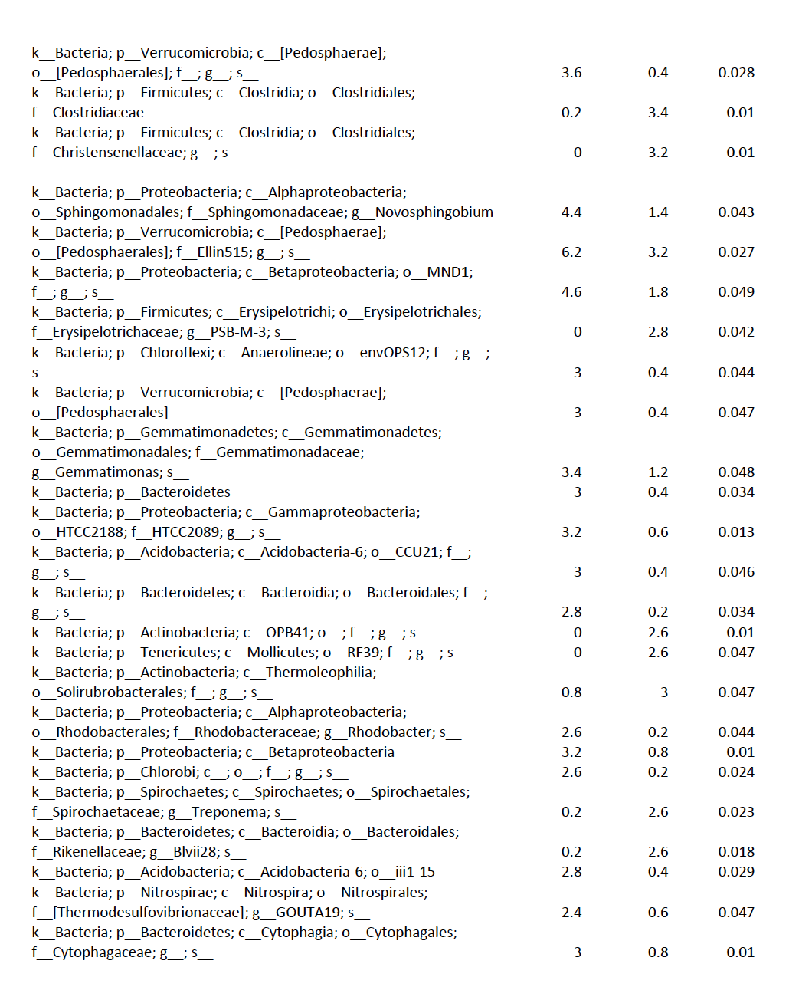 k__Bacteria; p__Verrucomicrobia; c__[Pedosphaerae];
o__[Pedosphaerales]; f__; g__; s__ 3.6 0.4 0.028
k__Bacteria; p__Firmicutes; c__Clostridia; o__Clostridiales;
f__Clostridiaceae 0.2 3.4 0.01
k__Bacteria; p__Firmicutes; c__Clostridia; o__Clostridiales;
f__Christensenellaceae; g__; s__ 0 3.2 0.01
k__Bacteria; p__Proteobacteria; c__Alphaproteobacteria;
o__Sphingomonadales; f__Sphingomonadaceae; g__Novosphingobium 4.4 1.4 0.043
k__Bacteria; p__Verrucomicrobia; c__[Pedosphaerae];
o__[Pedosphaerales]; f__Ellin515; g__; s__ 6.2 3.2 0.027
k__Bacteria; p__Proteobacteria; c__Betaproteobacteria; o__MND1;
f__; g__; s__ 4.6 1.8 0.049
k__Bacteria; p__Firmicutes; c__Erysipelotrichi; o__Erysipelotrichales;
f__Erysipelotrichaceae; g__PSB-M-3; s__ 0 2.8 0.042
k__Bacteria; p__Chloroflexi; c__Anaerolineae; o__envOPS12; f__; g__;
s__ 3 0.4 0.044
k__Bacteria; p__Verrucomicrobia; c__[Pedosphaerae];
o__[Pedosphaerales] 3 0.4 0.047
k__Bacteria; p__Gemmatimonadetes; c__Gemmatimonadetes;
o__Gemmatimonadales; f__Gemmatimonadaceae;
g__Gemmatimonas; s__ 3.4 1.2 0.048
k__Bacteria; p__Bacteroidetes 3 0.4 0.034
k__Bacteria; p__Proteobacteria; c__Gammaproteobacteria;
o__HTCC2188; f__HTCC2089; g__; s__ 3.2 0.6 0.013
k__Bacteria; p__Acidobacteria; c__Acidobacteria-6; o__CCU21; f__;
g__; s__ 3 0.4 0.046
k__Bacteria; p__Bacteroidetes; c__Bacteroidia; o__Bacteroidales; f__;
g__; s__ 2.8 0.2 0.034
k__Bacteria; p__Actinobacteria; c__OPB41; o__; f__; g__; s__ 0 2.6 0.01
k__Bacteria; p__Tenericutes; c__Mollicutes; o__RF39; f__; g__; s__ 0 2.6 0.047
k__Bacteria; p__Actinobacteria; c__Thermoleophilia;
o__Solirubrobacterales; f__; g__; s__ 0.8 3 0.047
k__Bacteria; p__Proteobacteria; c__Alphaproteobacteria;
o__Rhodobacterales; f__Rhodobacteraceae; g__Rhodobacter; s__ 2.6 0.2 0.044
k__Bacteria; p__Proteobacteria; c__Betaproteobacteria 3.2 0.8 0.01
k__Bacteria; p__Chlorobi; c__; o__; f__; g__; s__ 2.6 0.2 0.024
k__Bacteria; p__Spirochaetes; c__Spirochaetes; o__Spirochaetales;
f__Spirochaetaceae; g__Treponema; s__ 0.2 2.6 0.023
k__Bacteria; p__Bacteroidetes; c__Bacteroidia; o__Bacteroidales;
f__Rikenellaceae; g__Blvii28; s__ 0.2 2.6 0.018
k__Bacteria; p__Acidobacteria; c__Acidobacteria-6; o__iii1-15 2.8 0.4 0.029
k__Bacteria; p__Nitrospirae; c__Nitrospira; o__Nitrospirales;
f__[Thermodesulfovibrionaceae]; g__GOUTA19; s__ 2.4 0.6 0.047
k__Bacteria; p__Bacteroidetes; c__Cytophagia; o__Cytophagales;
f__Cytophagaceae; g__; s__ 3 0.8 0.01